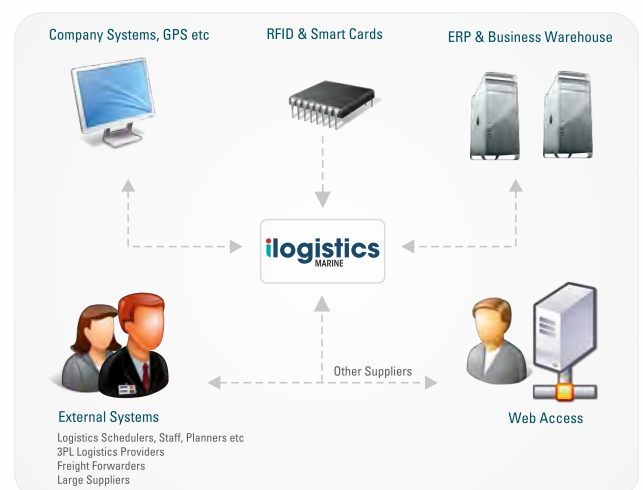 Company Systems, GPS etc
RFID & Smart Cards
ERP & Business Warehouse
ilogistics
MARINE
Other Suppliers
External Systems
Logistics Schedulers, Staff, Planners etc
3PL Logistics Providers
Freight Forwarders
Large Suppliers
Web Access